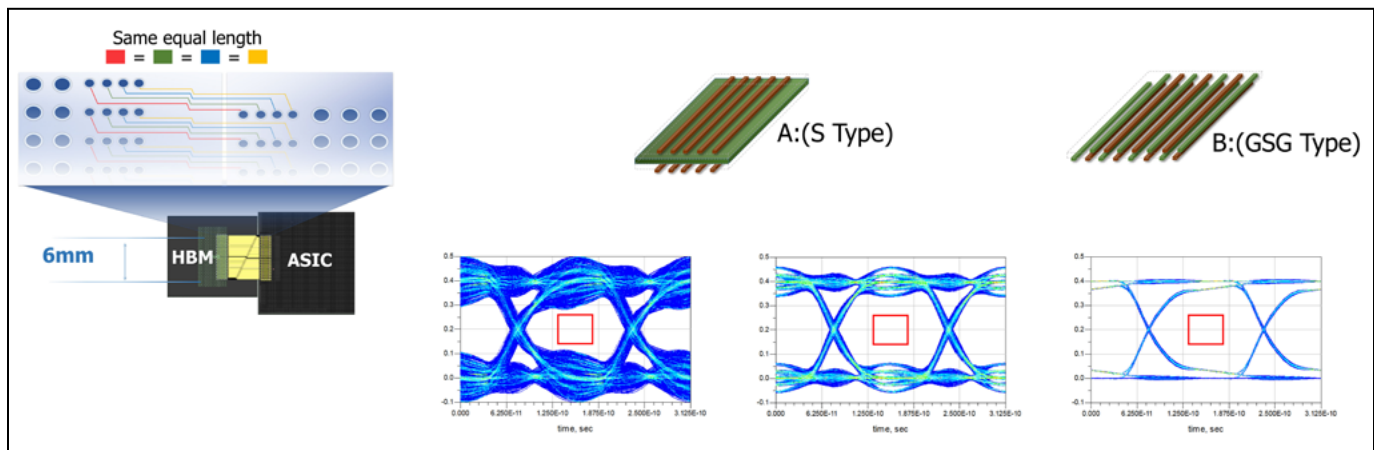 Same equal length
= = =
6mm
HBM
ASIC
A:(S Type)
B:(GSG Type)
0.5
0.4
0.3
0.2
0.1
0.0
-0.1
0.000 6.250E-11 1.250E-10 1.875E-10 2.500E-10 3.125E-10
time, sec
0.5
0.4
0.3
0.2
0.1
0.0
-0.1
0.000 6.250E-11 1.250E-10 1.875E-10 2.500E-10 3.125E-10
time, sec
0.5
0.4
0.3
0.2
0.1
0.0
-0.1
0.000 6.250E-11 1.250E-10 1.875E-10 2.500E-10 3.125E-10
time, sec